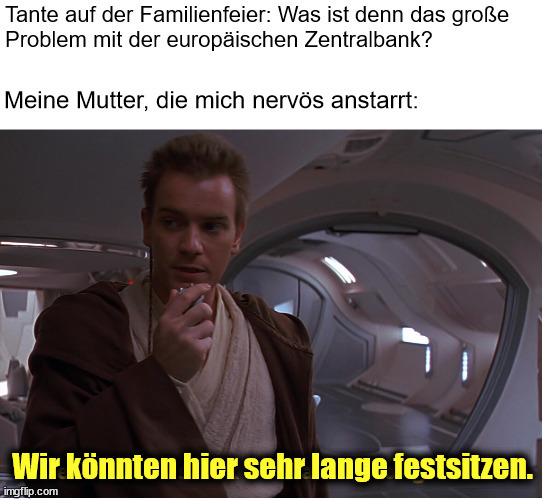 Tante auf der Familienfeier: Was ist denn das große
Problem mit der europäischen Zentralbank?
Meine Mutter, die mich nervös anstarrt:
Wir könnten hier sehr lange festsitzen.
imgflip.com